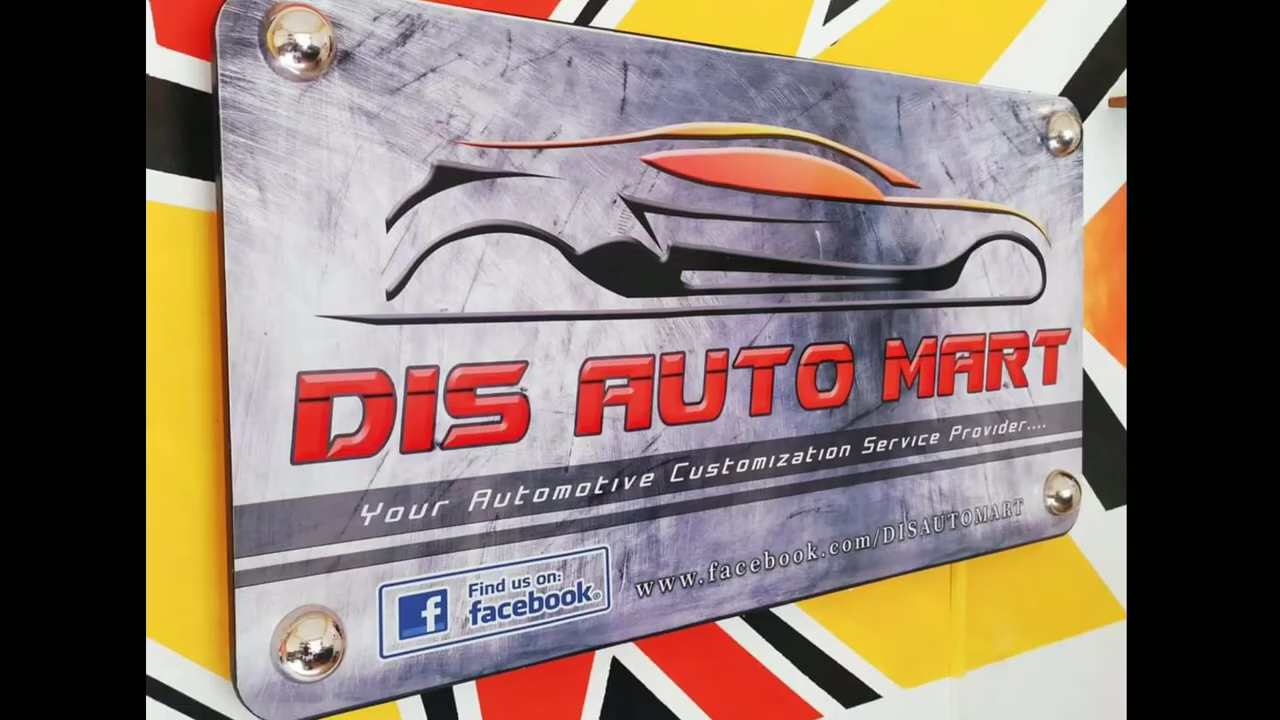 DIS AUTO MART
Your Automotive Customization Service Provider....
f Find us on:
facebook®
www.facebook.com/DISAUTOMART